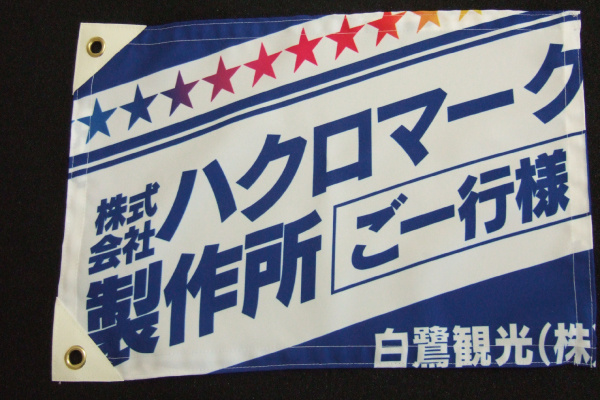 株式会社ハクロマーク
製作所 ご一行様
白鷺観光(株